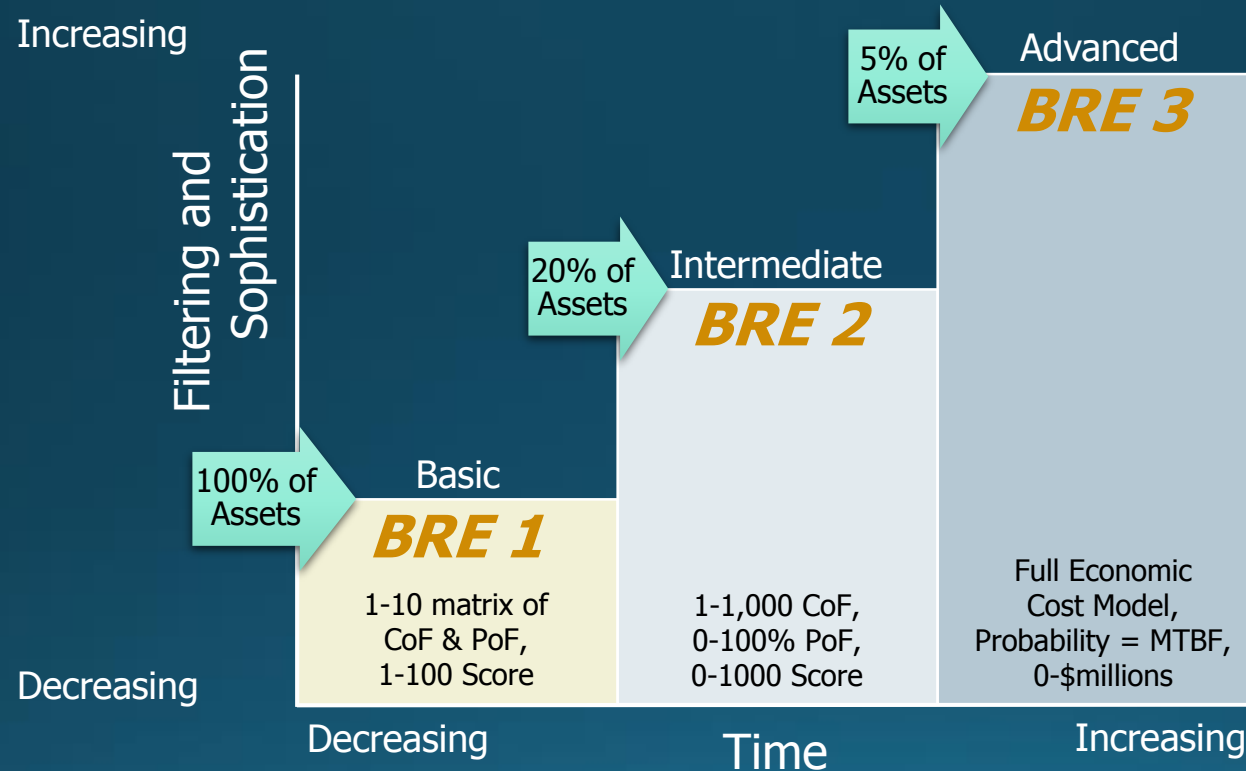 Increasing
Filtering and
Sophistication
Decreasing
100% of
Assets
Basic
BRE 1
1-10 matrix of
CoF & PoF,
1-100 Score
20% of
Assets
Intermediate
BRE 2
1-1,000 CoF,
0-100% PoF,
0-1000 Score
5% of
Assets
Advanced
BRE 3
Full Economic
Cost Model,
Probability = MTBF,
0-$millions
Decreasing
Time
Increasing